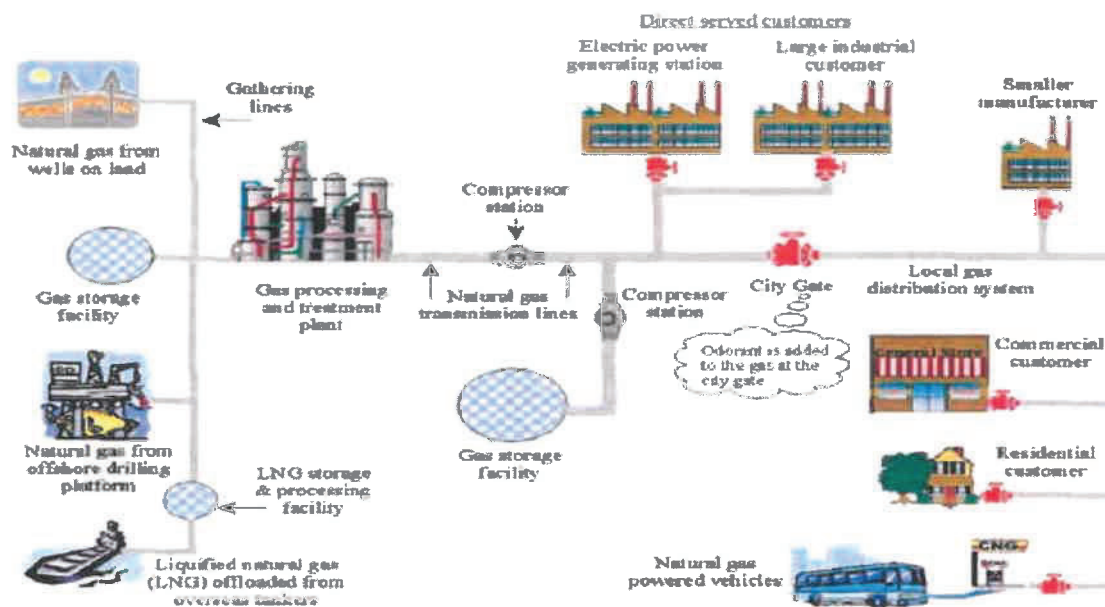 Direct served customers
Electric power
generating station
Large industrial
customer
Smaller
manufacturer
Gathering
lines
Natural gas from
wells on land
Compressor
station
Gas storage
facility
Gas processing
and treatment
plant
Natural gas
transmission lines
Compressor
station
City Gate
Local gas
distribution system
Odorant is added
to the gas at the
city gate
Commercial
customer
General Store
Gas storage
facility
Natural gas from
offshore drilling
platform
LNG storage
& processing
facility
Residential
customer
Liquified natural gas
(LNG) offloaded from
overseas tankers
Natural gas
powered vehicles
CNG